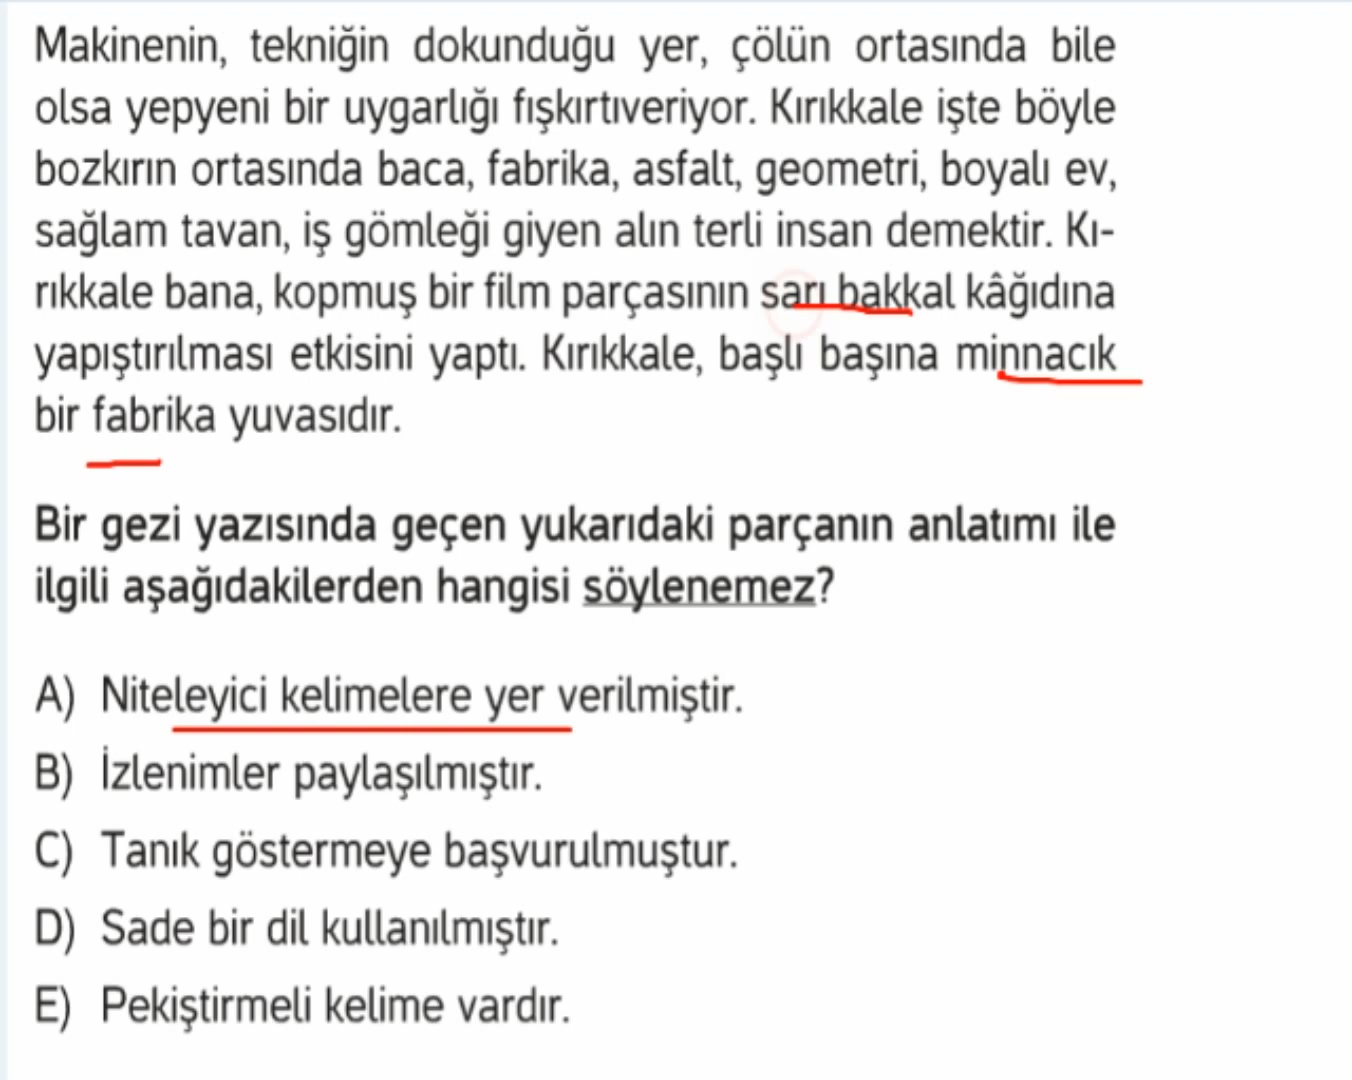 Makinenin, tekniğin dokunduğu yer, çölün ortasında bile
olsa yepyeni bir uygarlığı fışkırtıveriyor. Kırıkkale işte böyle
bozkırın ortasında baca, fabrika, asfalt, geometri, boyalı ev,
sağlam tavan, iş gömleği giyen alın terli insan demektir. Kı-
rıkkale bana, kopmuş bir film parçasının sarı bakkal kâğıdına
yapıştırılması etkisini yaptı. Kırıkkale, başlı başına minnacık
bir fabrika yuvasıdır.
Bir gezi yazısında geçen yukarıdaki parçanın anlatımı ile
ilgili aşağıdakilerden hangisi söylenemez?
A) Niteleyici kelimelere yer verilmiştir.
B) İzlenimler paylaşılmıştır.
C) Tanık göstermeye başvurulmuştur.
D) Sade bir dil kullanılmıştır.
E) Pekiştirmeli kelime vardır.